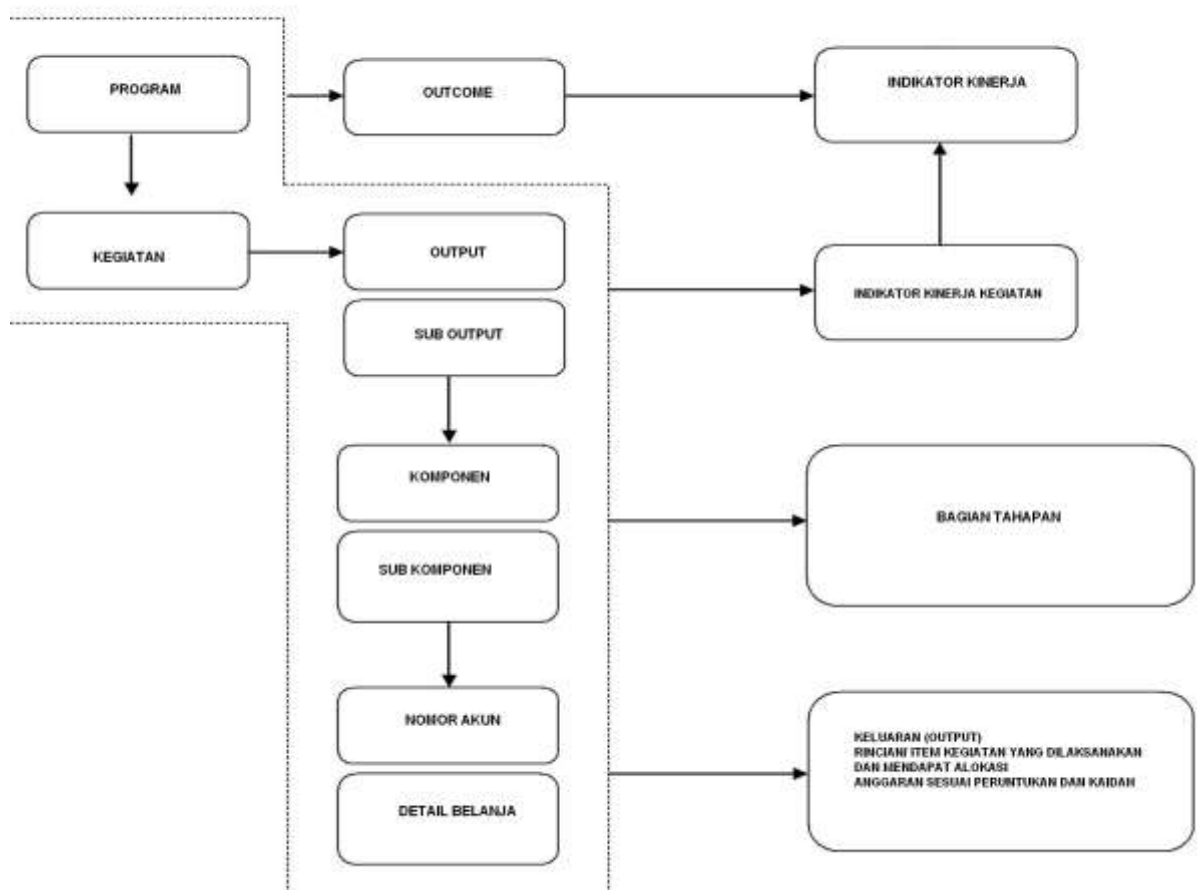 PROGRAM
OUTCOME
INDIKATOR KINERJA
KEGIATAN
OUTPUT
INDIKATOR KINERJA KEGIATAN
SUB OUTPUT
KOMPONEN
BAGIAN TAHAPAN
SUB KOMPONEN
NOMOR AKUN
DETAIL BELANJA
KELUARAN (OUTPUT)
RINCIANI ITEM KEGIATAN YANG DILAKSANAKAN
DAN MENDAPAT ALOKASI
ANGGARAN SESUAI PERUNTUKAN DAN KAIDAH